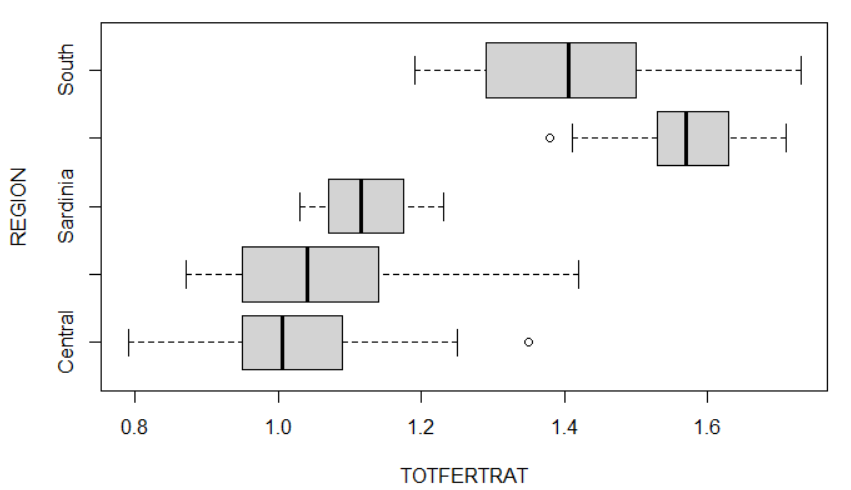 South
Sardinia
Central
REGION
0.8 1.0 1.2 1.4 1.6
TOTFERTRAT